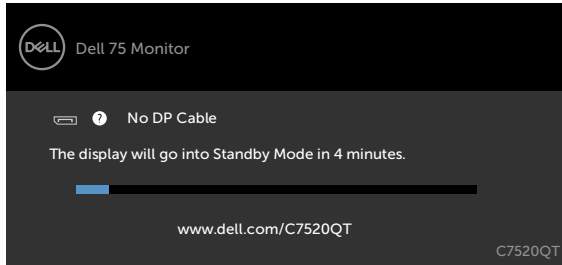 DELL
Dell 75 Monitor
? No DP Cable
The display will go into Standby Mode in 4 minutes.
www.dell.com/C7520QT
C7520QT